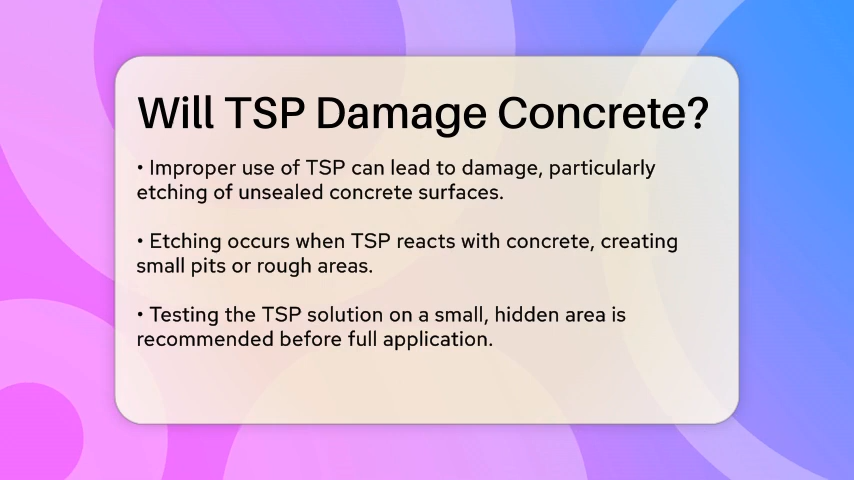 Will TSP Damage Concrete?
• Improper use of TSP can lead to damage, particularly
etching of unsealed concrete surfaces.
• Etching occurs when TSP reacts with concrete, creating
small pits or rough areas.
• Testing the TSP solution on a small, hidden area is
recommended before full application.